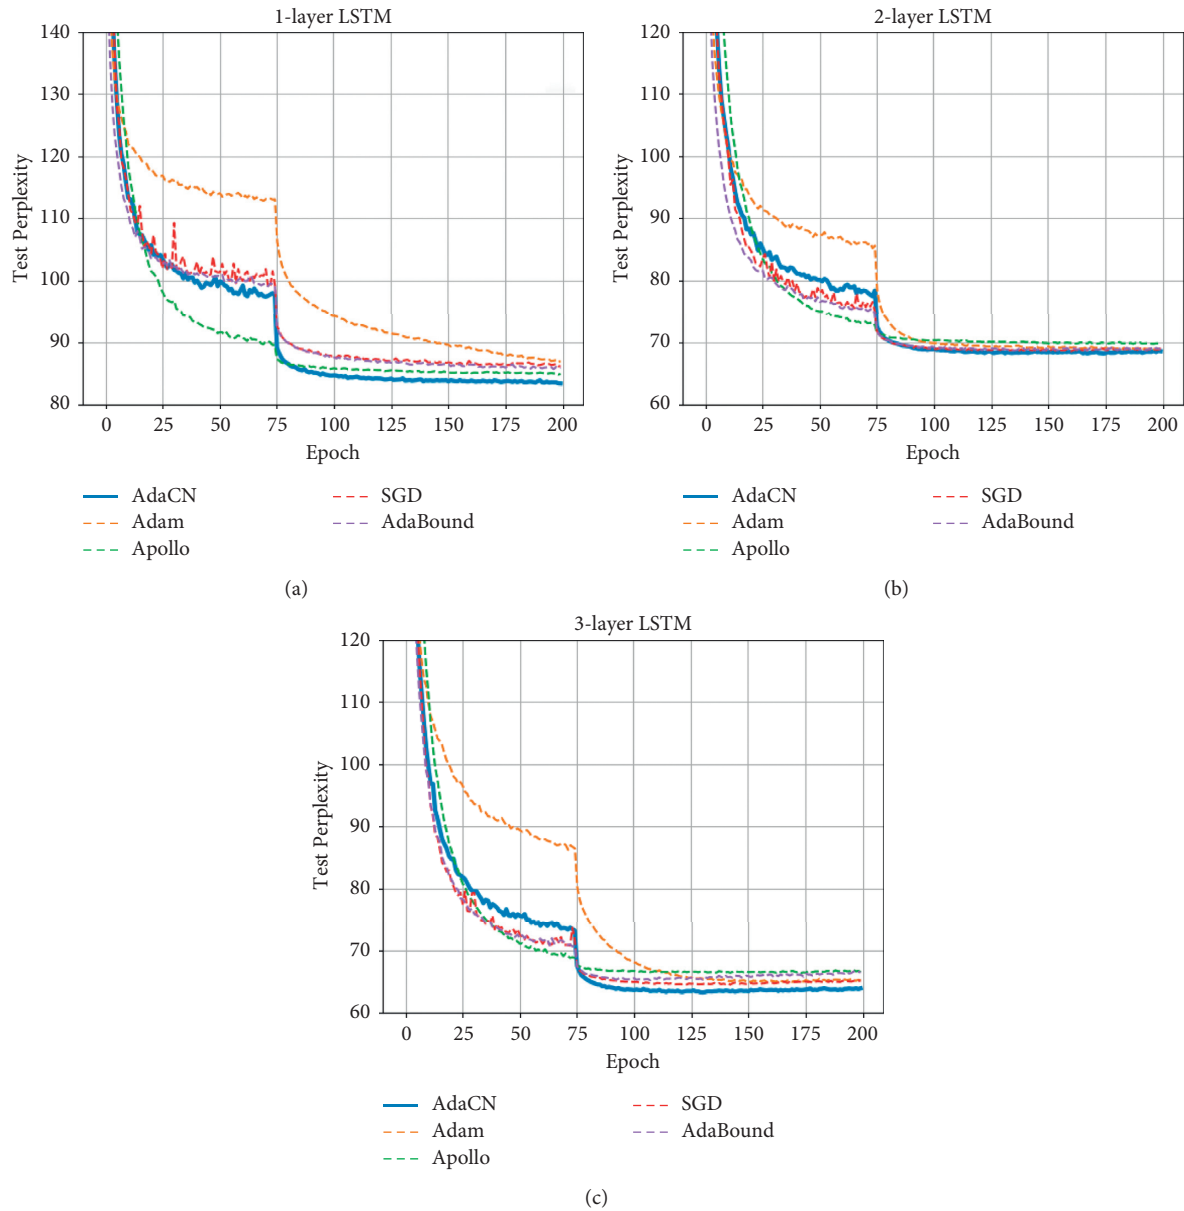 1-layer LSTM
140
130
120
110
100
90
80
Test Perplexity
0 25 50 75 100 125 150 175 200
Epoch
AdaCN
Adam
Apollo
SGD
AdaBound
(a)
2-layer LSTM
120
110
100
90
80
70
60
Test Perplexity
0 25 50 75 100 125 150 175 200
Epoch
AdaCN
Adam
Apollo
SGD
AdaBound
(b)
3-layer LSTM
120
110
100
90
80
70
60
Test Perplexity
0 25 50 75 100 125 150 175 200
Epoch
AdaCN
Adam
Apollo
SGD
AdaBound
(c)